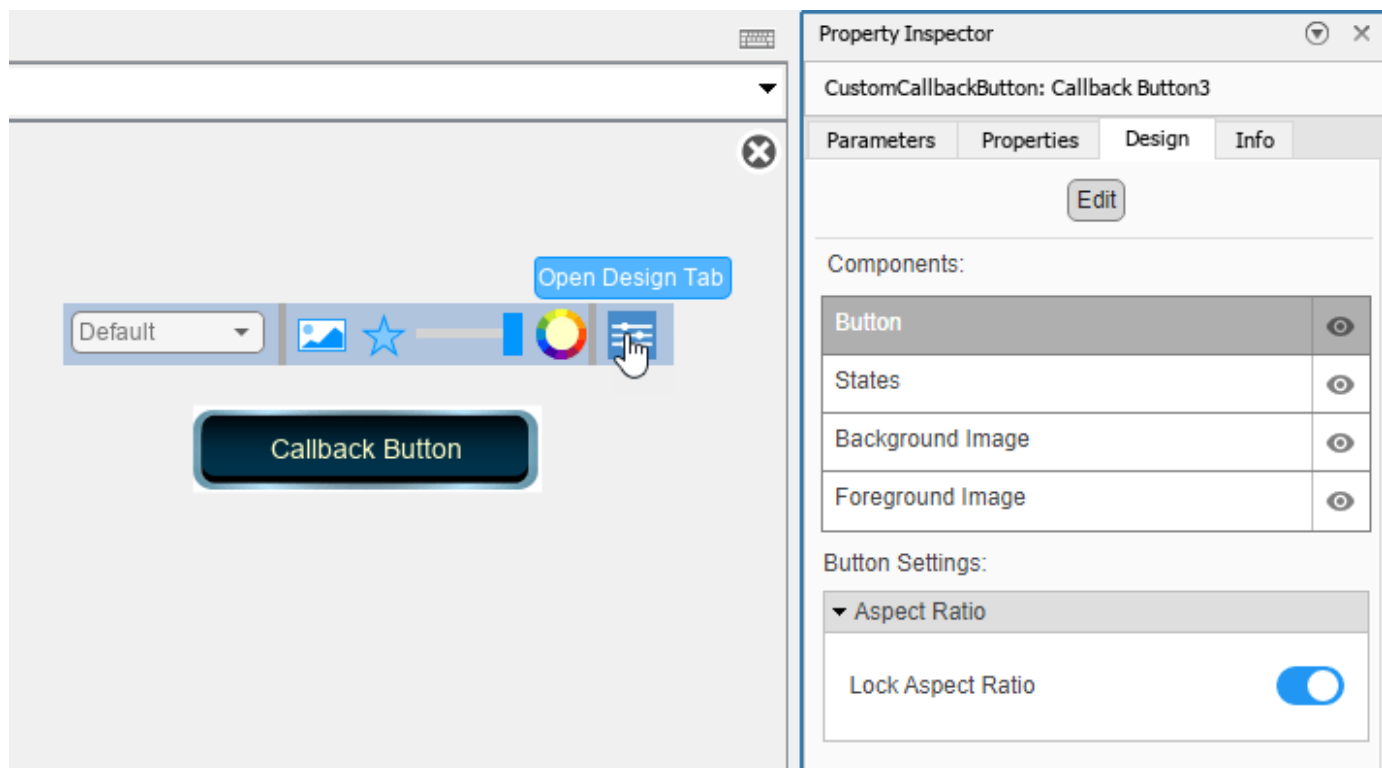 Property Inspector
CustomCallbackButton: Callback Button3
Parameters Properties Design Info
Edit
Components:
Button
States
Background Image
Foreground Image
Button Settings:
Aspect Ratio
Lock Aspect Ratio
Open Design Tab
Default
Callback Button